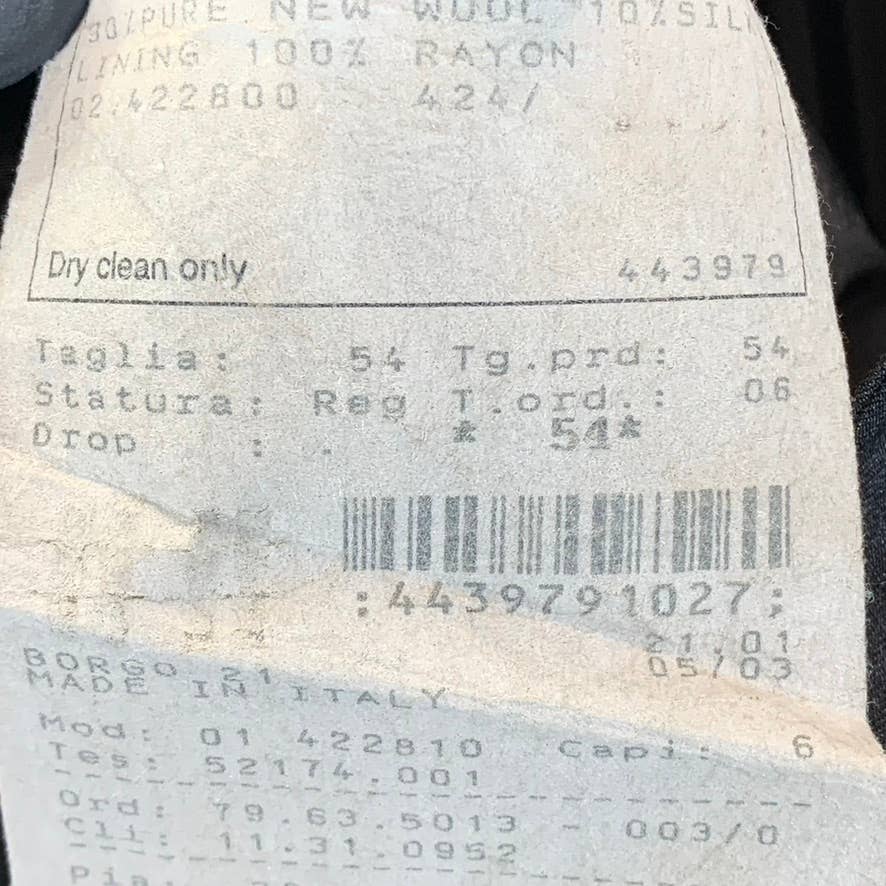 PURE NEW WOOL 10%SIL
LINING 100% RAYON
02.422800 424/
Dry clean only 443979
Taglia: 54 Tg.prd: 54
Statura: Reg T.ord.: 06
Drop : . * 54*
:4439791027;
21.01
05/03
BORGO 21
MADE IN ITALY
Mod: 01 422810 Capi: 6
Tes: 52174.001
Ord: 79.63.5013 - 003/0
Cli: 11.31.0952